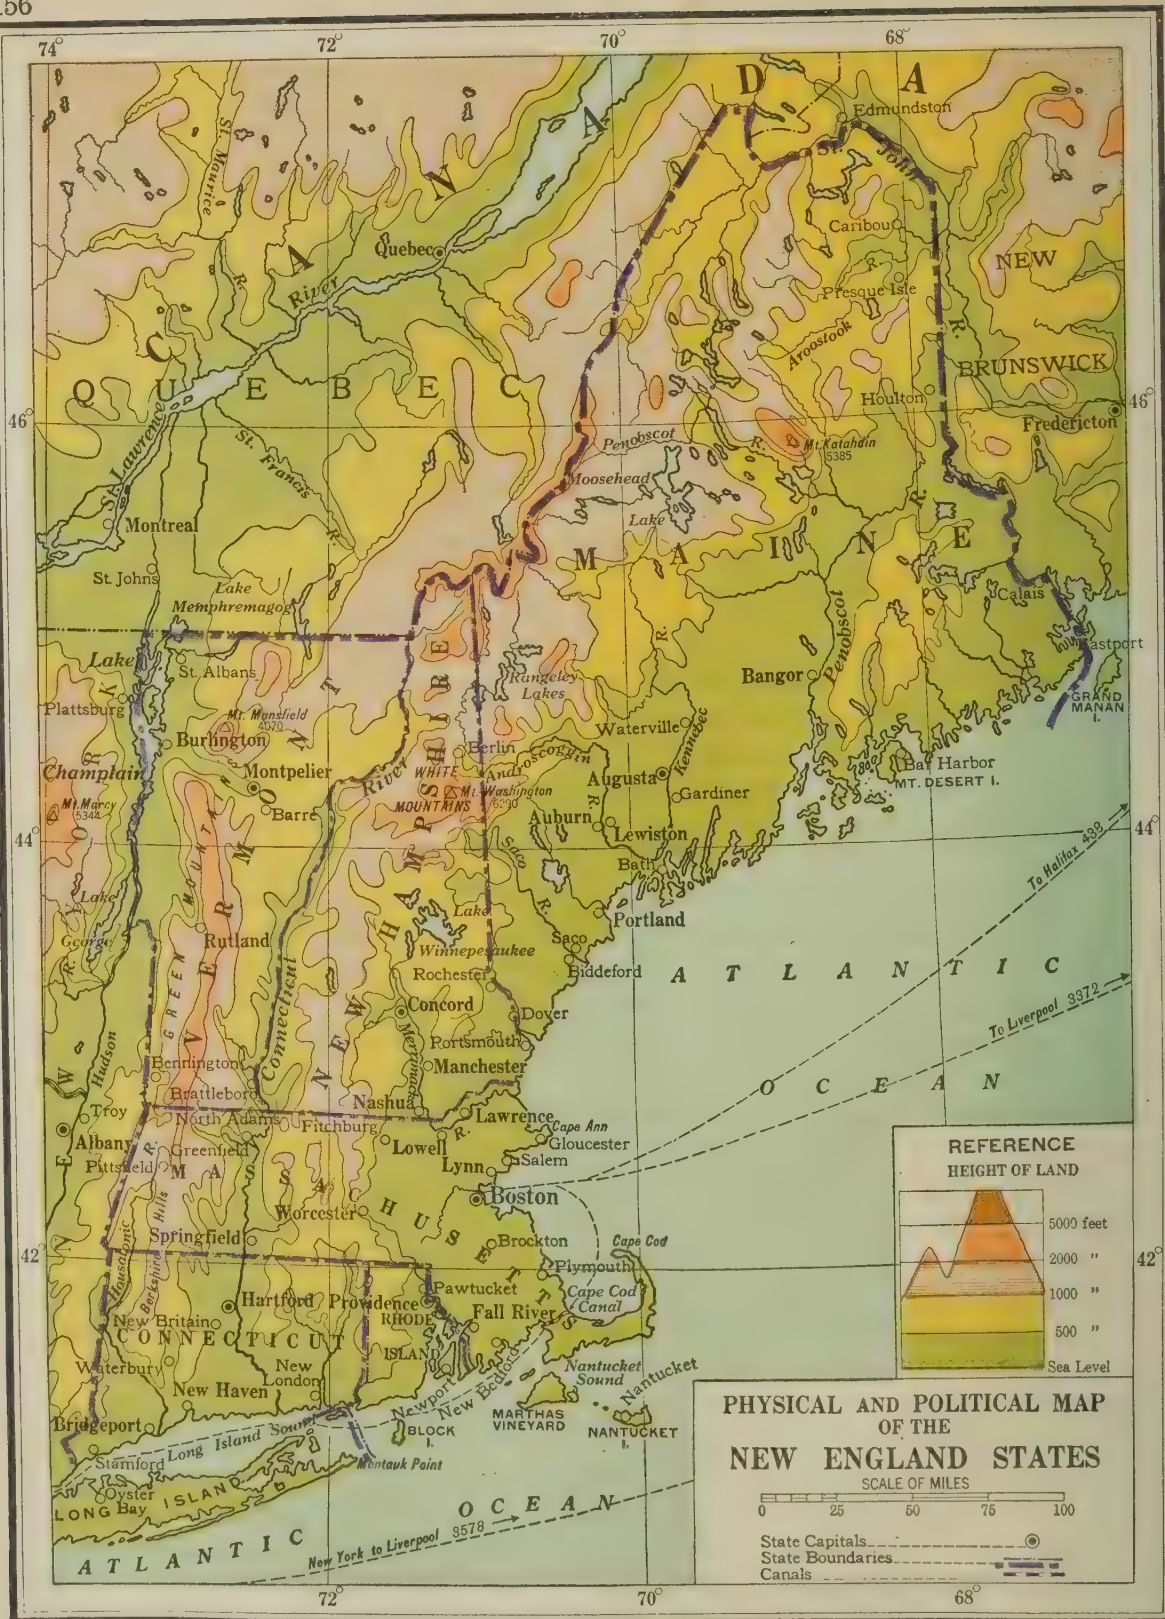 156
74°
72°
70°
68°
CANADA
Edmundston
St. John
St. Maurice
R.
Quebec
River
Caribou
Presque Isle
Aroostook
R.
NEW
BRUNSWICK
R.
QUEBEC
Houlton
Fredericton
46°
46°
St. Lawrence
St. Francis
R.
Penobscot
R.
Mt. Katahdin
5385
Moosehead
Lake
MAINE
R.
Montreal
St. Johns
Lake
Memphremagog
Calais
Eastport
GRAND
MANAN
I.
Lake
Champlain
St. Albans
Plattsburg
Mt. Mansfield
4070
Burlington
Montpelier
Barre
Rangeley
Lakes
R.
Bangor
Penobscot
Waterville
Kennebec
Berlin
Androscoggin
R.
WHITE
MOUNTAINS
Mt. Washington
6290
Augusta
Gardiner
Bar Harbor
MT. DESERT I.
Mt. Marcy
5344
River
Auburn
Lewiston
Bath
To Halifax 438
44°
44°
Lake
George
GREEN MOUNTAI
VERMONT
NEW HAMPSHIRE
Saco
R.
Portland
Rutland
Lake
Winnepesaukee
Saco
Biddeford
Rochester
Concord
Dover
Portsmouth
Manchester
Merrimac
R.
ATLANTIC
OCEAN
To Liverpool 3372
Hudson
R.
NEW YORK
Connecticut
Bennington
Brattleboro
Nashua
Troy
Albany
North Adams
Fitchburg
Lawrence
Cape Ann
Gloucester
Pittsfield
Greenfield
Lowell
Lynn
Salem
MASSACHUSETTS
R.
Boston
Worcester
Springfield
Brockton
Cape Cod
Plymouth
42°
42°
Housatonic
Berkshire Hills
Pawtucket
Cape Cod
Canal
Hartford
Providence
RHODE
ISLAND
Fall River
New Britain
CONNECTICUT
Waterbury
New
London
New Haven
Newport
New Bedford
Nantucket
Sound
Nantucket
Bridgeport
MARTHAS
VINEYARD
NANTUCKET
I.
BLOCK
I.
Stamford
Long Island Sound
Montauk Point
Oyster
Bay
LONG ISLAND
ATLANTIC
OCEAN
New York to Liverpool 3578
REFERENCE
HEIGHT OF LAND
5000 feet
2000 "
1000 "
500 "
Sea Level
PHYSICAL AND POLITICAL MAP
OF THE
NEW ENGLAND STATES
SCALE OF MILES
0 25 50 75 100
State Capitals
State Boundaries
Canals
72°
70°
68°